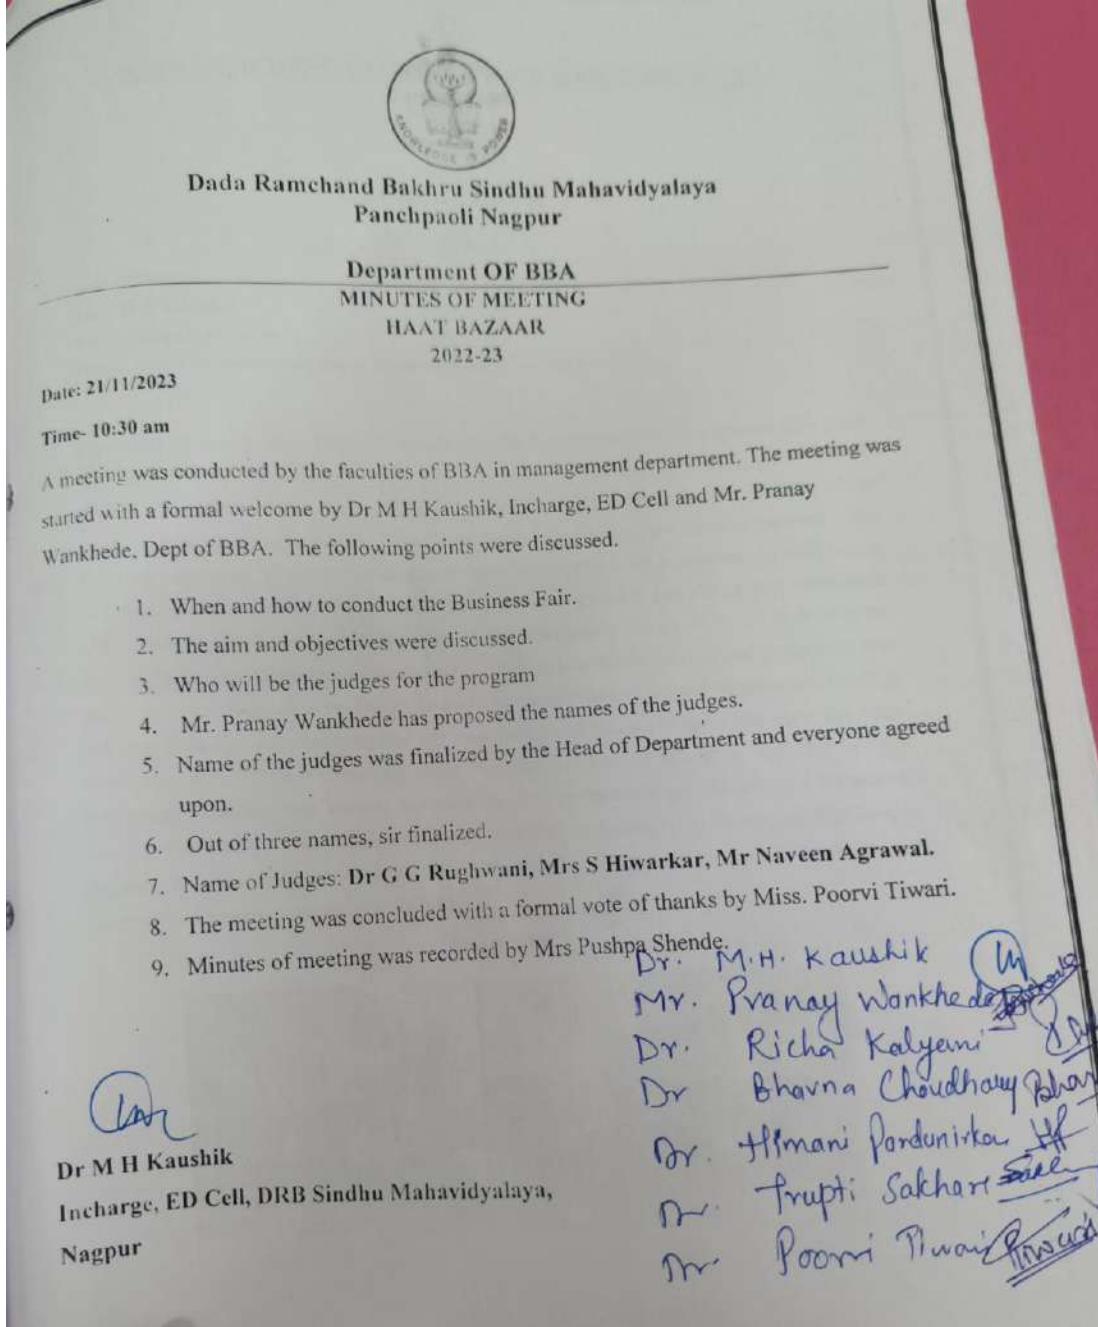 KNOWLEDGE IS POWER
Dada Ramchand Bakhru Sindhu Mahavidyalaya
Panchpaoli Nagpur
Department OF BBA
MINUTES OF MEETING
HAAT BAZAAR
2022-23
Date: 21/11/2023
Time- 10:30 am
A meeting was conducted by the faculties of BBA in management department. The meeting was
started with a formal welcome by Dr M H Kaushik, Incharge, ED Cell and Mr. Pranay
Wankhede, Dept of BBA. The following points were discussed.
1. When and how to conduct the Business Fair.
2. The aim and objectives were discussed.
3. Who will be the judges for the program
4. Mr. Pranay Wankhede has proposed the names of the judges.
5. Name of the judges was finalized by the Head of Department and everyone agreed
upon.
6. Out of three names, sir finalized.
7. Name of Judges: Dr G G Rughwani, Mrs S Hiwarkar, Mr Naveen Agrawal.
8. The meeting was concluded with a formal vote of thanks by Miss. Poorvi Tiwari.
9. Minutes of meeting was recorded by Mrs Pushpa Shende.
Dr. M.H. Kaushik
Mr. Pranay Wankhede
Dr. Richa Kalyani
Dr Bhavna Choudhary
Dr. Himani
Trupti Sakhare
Poorvi
Dr M H Kaushik
Incharge, ED Cell, DRB Sindhu Mahavidyalaya,
Nagpur